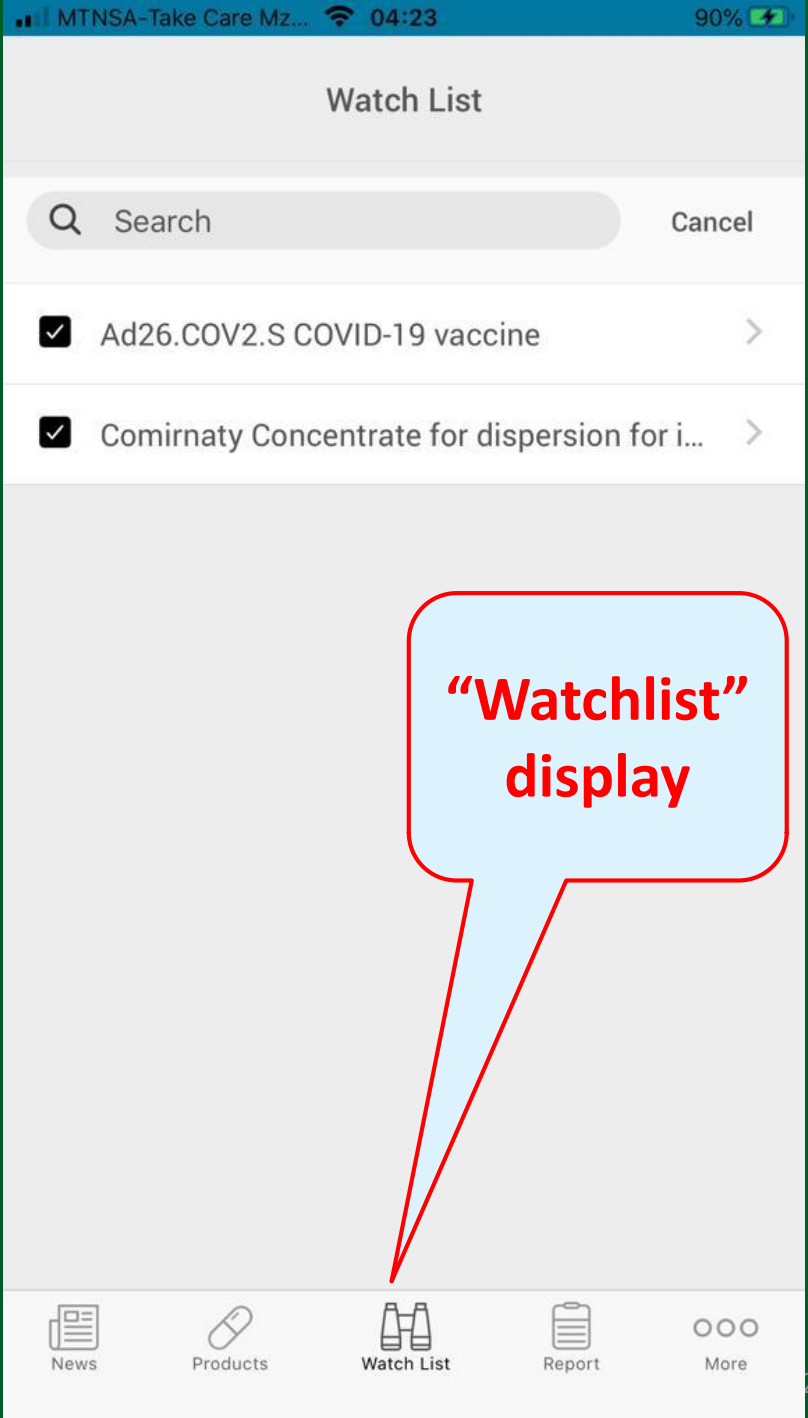 MTNSA-Take Care Mz... 04:23 90%
Watch List
Search Cancel
Ad26.COV2.S COVID-19 vaccine
Comirnaty Concentrate for dispersion for i...
“Watchlist”
display
News Products Watch List Report More